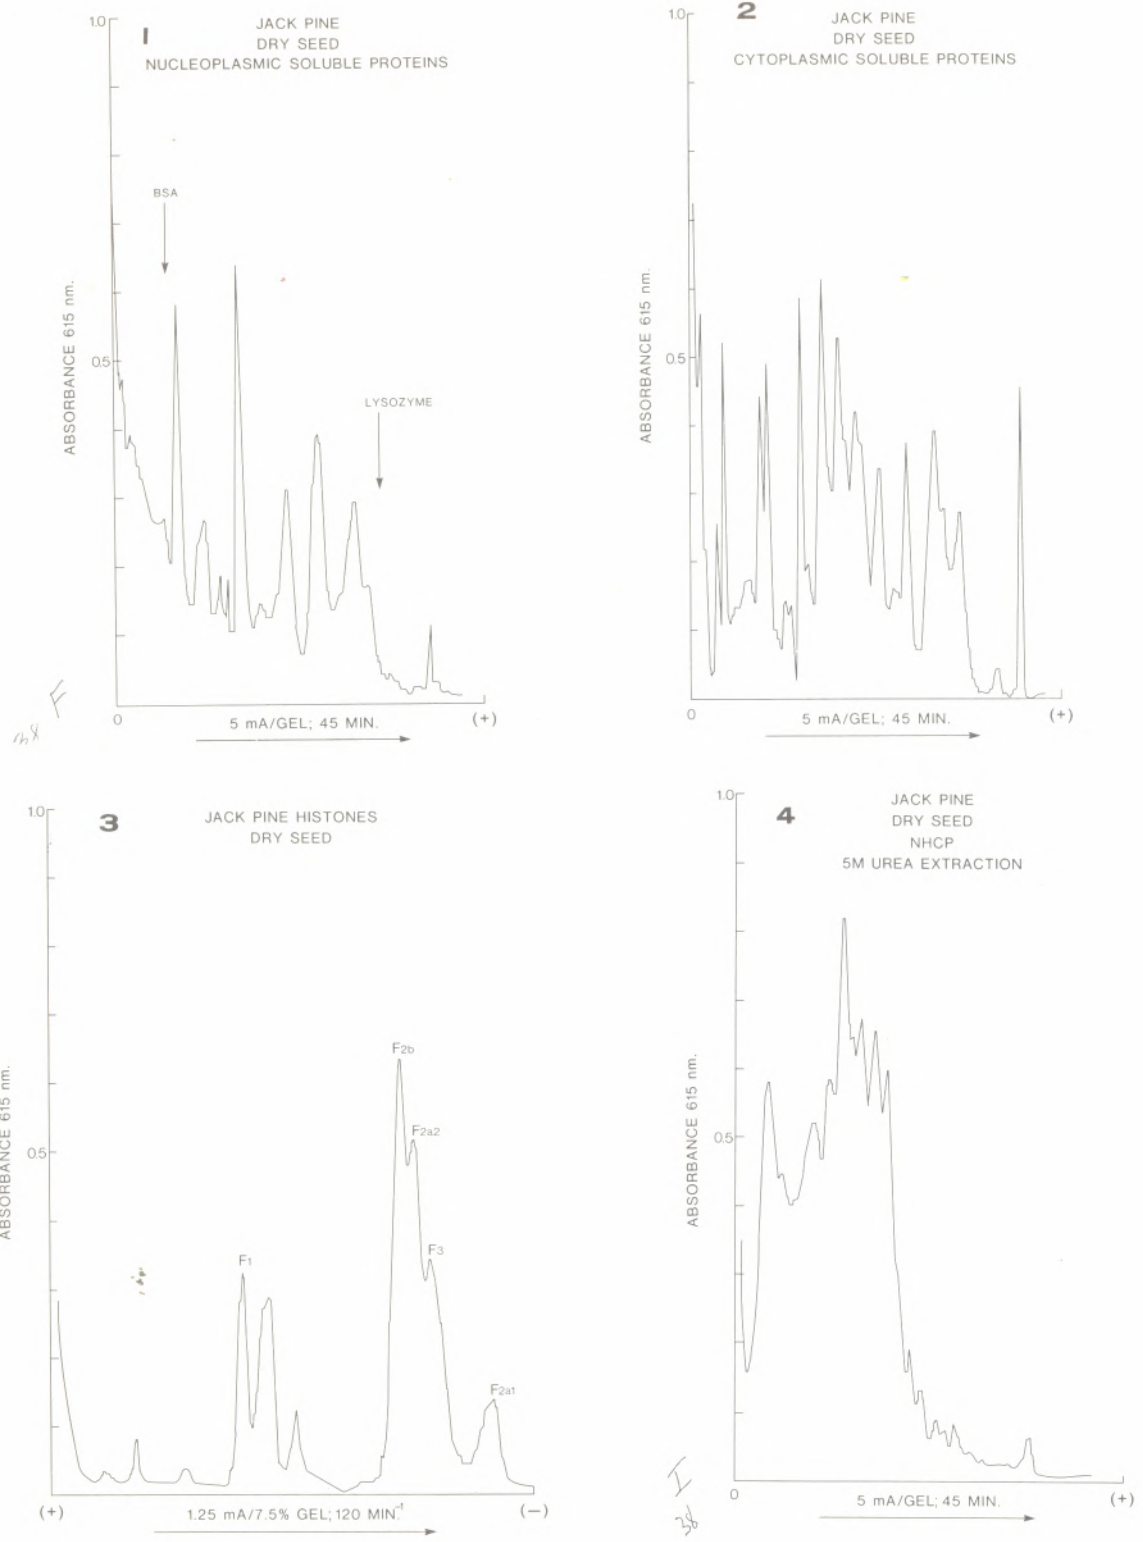 1
JACK PINE
DRY SEED
NUCLEOPLASMIC SOLUBLE PROTEINS
1.0
BSA
LYSOZYME
ABSORBANCE 615 nm.
0.5
0
5 mA/GEL; 45 MIN.
(+)
F
38
2
JACK PINE
DRY SEED
CYTOPLASMIC SOLUBLE PROTEINS
1.0
ABSORBANCE 615 nm.
0.5
0
5 mA/GEL; 45 MIN.
(+)
3
JACK PINE HISTONES
DRY SEED
1.0
F2b
F2a2
F3
F1
F2a1
ABSORBANCE 615 nm.
0.5
(+)
1.25 mA/7.5% GEL; 120 MIN.⁻¹
(−)
4
JACK PINE
DRY SEED
NHCP
5M UREA EXTRACTION
1.0
ABSORBANCE 615 nm.
0.5
0
5 mA/GEL; 45 MIN.
(+)
I
38